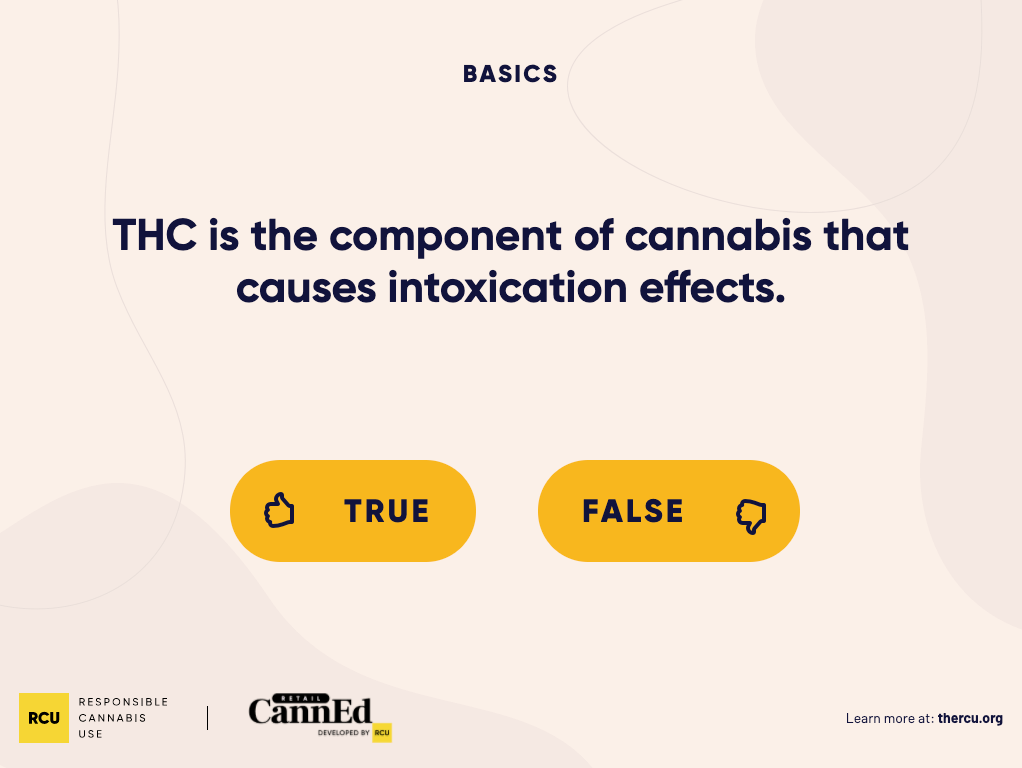 BASICS
THC is the component of cannabis that
causes intoxication effects.
TRUE
FALSE
RCU
RESPONSIBLE
CANNABIS
USE
RETAIL
CannEd
DEVELOPED BY RCU
Learn more at: thercu.org